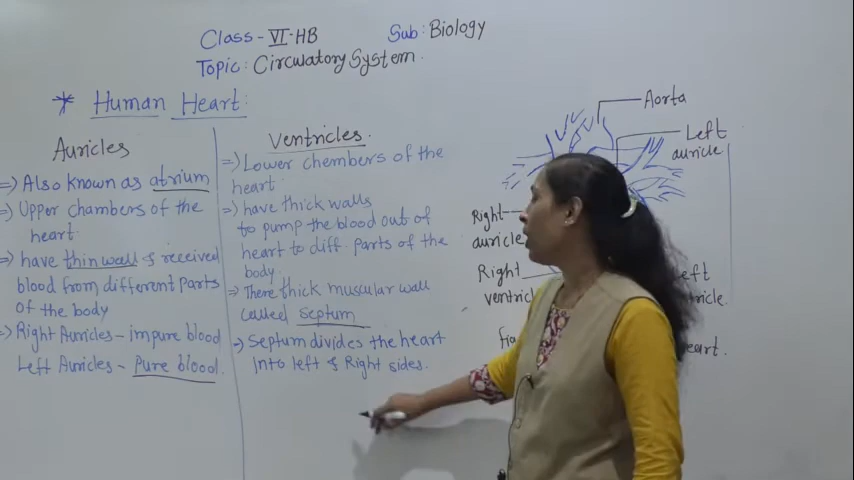 Class - VI - HB Sub: Biology
Topic: Circulatory System.
* Human Heart:
Auricles
=) Also known as atrium
=) Upper chambers of the
heart.
=) have thin wall & received
blood from different parts
of the body
=) Right Auricles - impure blood
Left Auricles - Pure blood.
Ventricles.
=) Lower chembers of the
heart.
=) have thick walls
to pump the blood out of
heart to diff. parts of the
body
=) There thick muscular wall
called septum
=) Septum divides the heart
into left & Right sides.
Aorta
Left
auricle
Right
auricle
Right
heart.